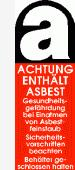 a
ACHTUNG
ENTHÄLT
ASBEST
Gesundheits-
gefährdung
bei Einatmen
von Asbest-
feinstaub
Sicherheits-
vorschriften
beachten
Behälter ge-
schlossen halten